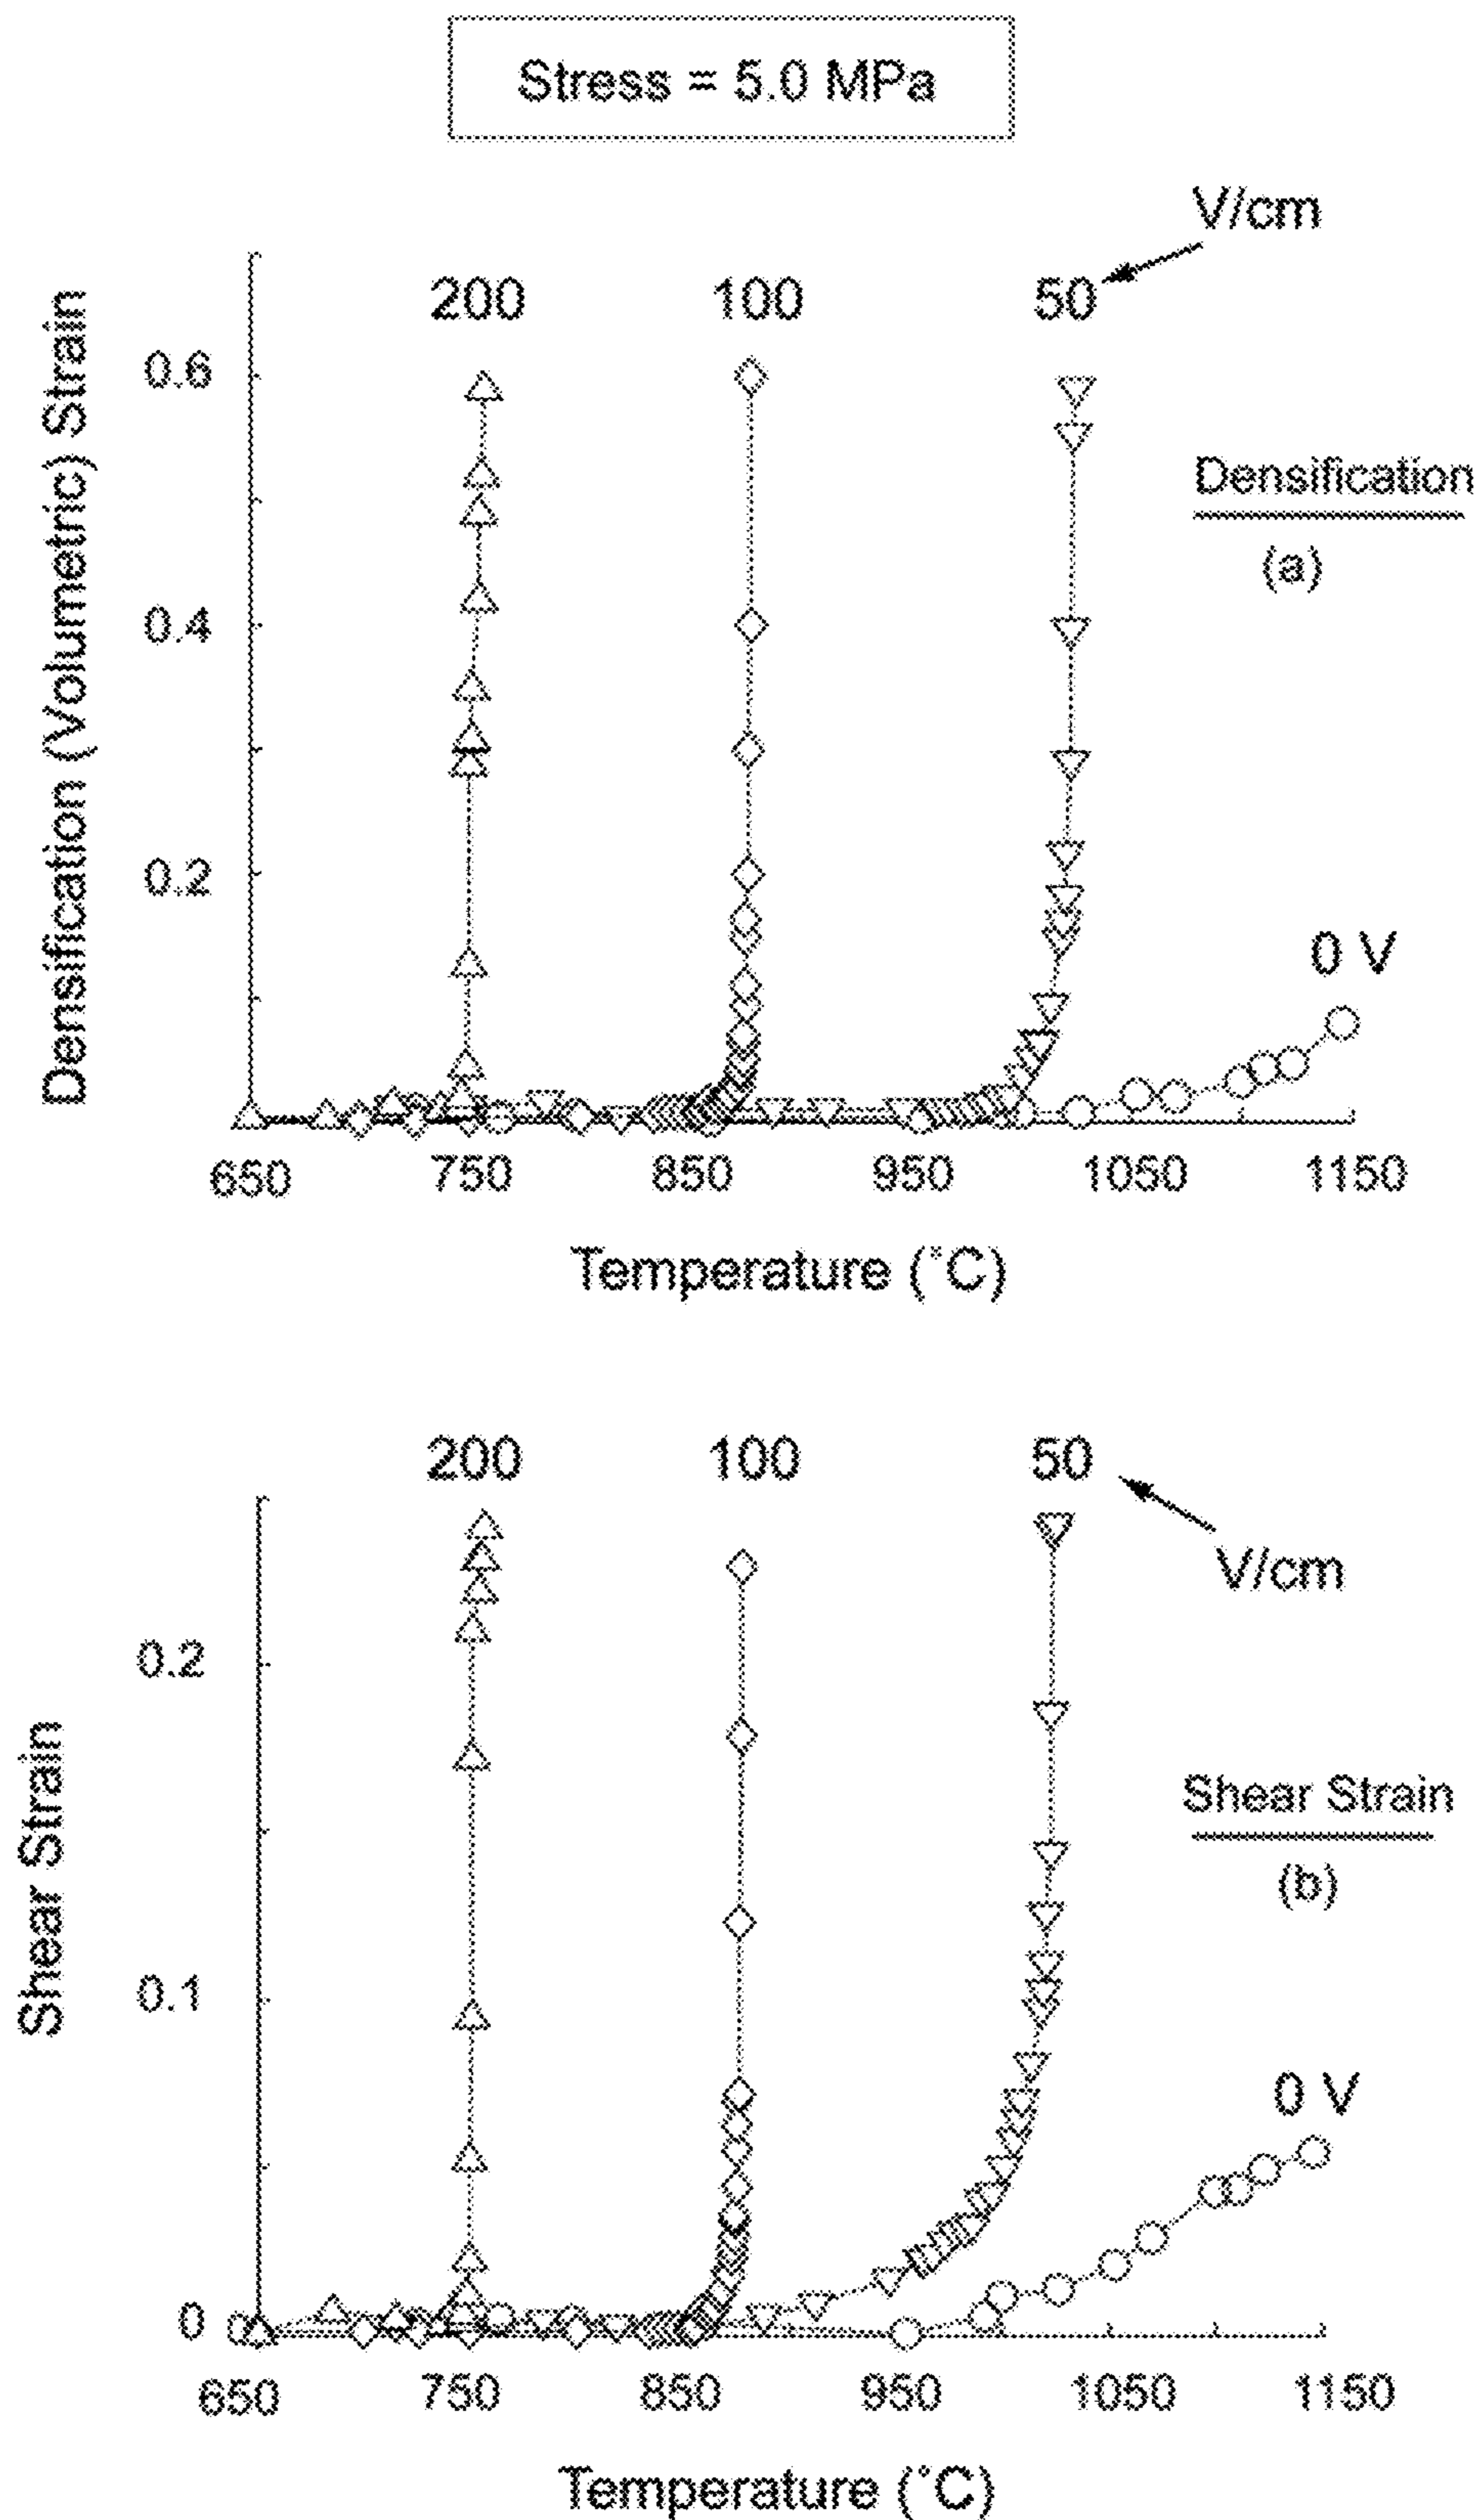 Stress = 5.0 MPa
V/cm
200 100 50
Densification (Volumetric) Strain
0.6
0.4
0.2
Densification
(a)
0 V
650 750 850 950 1050 1150
Temperature (°C)
200 100 50
V/cm
Shear Strain
0.2
0.1
0
Shear Strain
(b)
0 V
650 750 850 950 1050 1150
Temperature (°C)